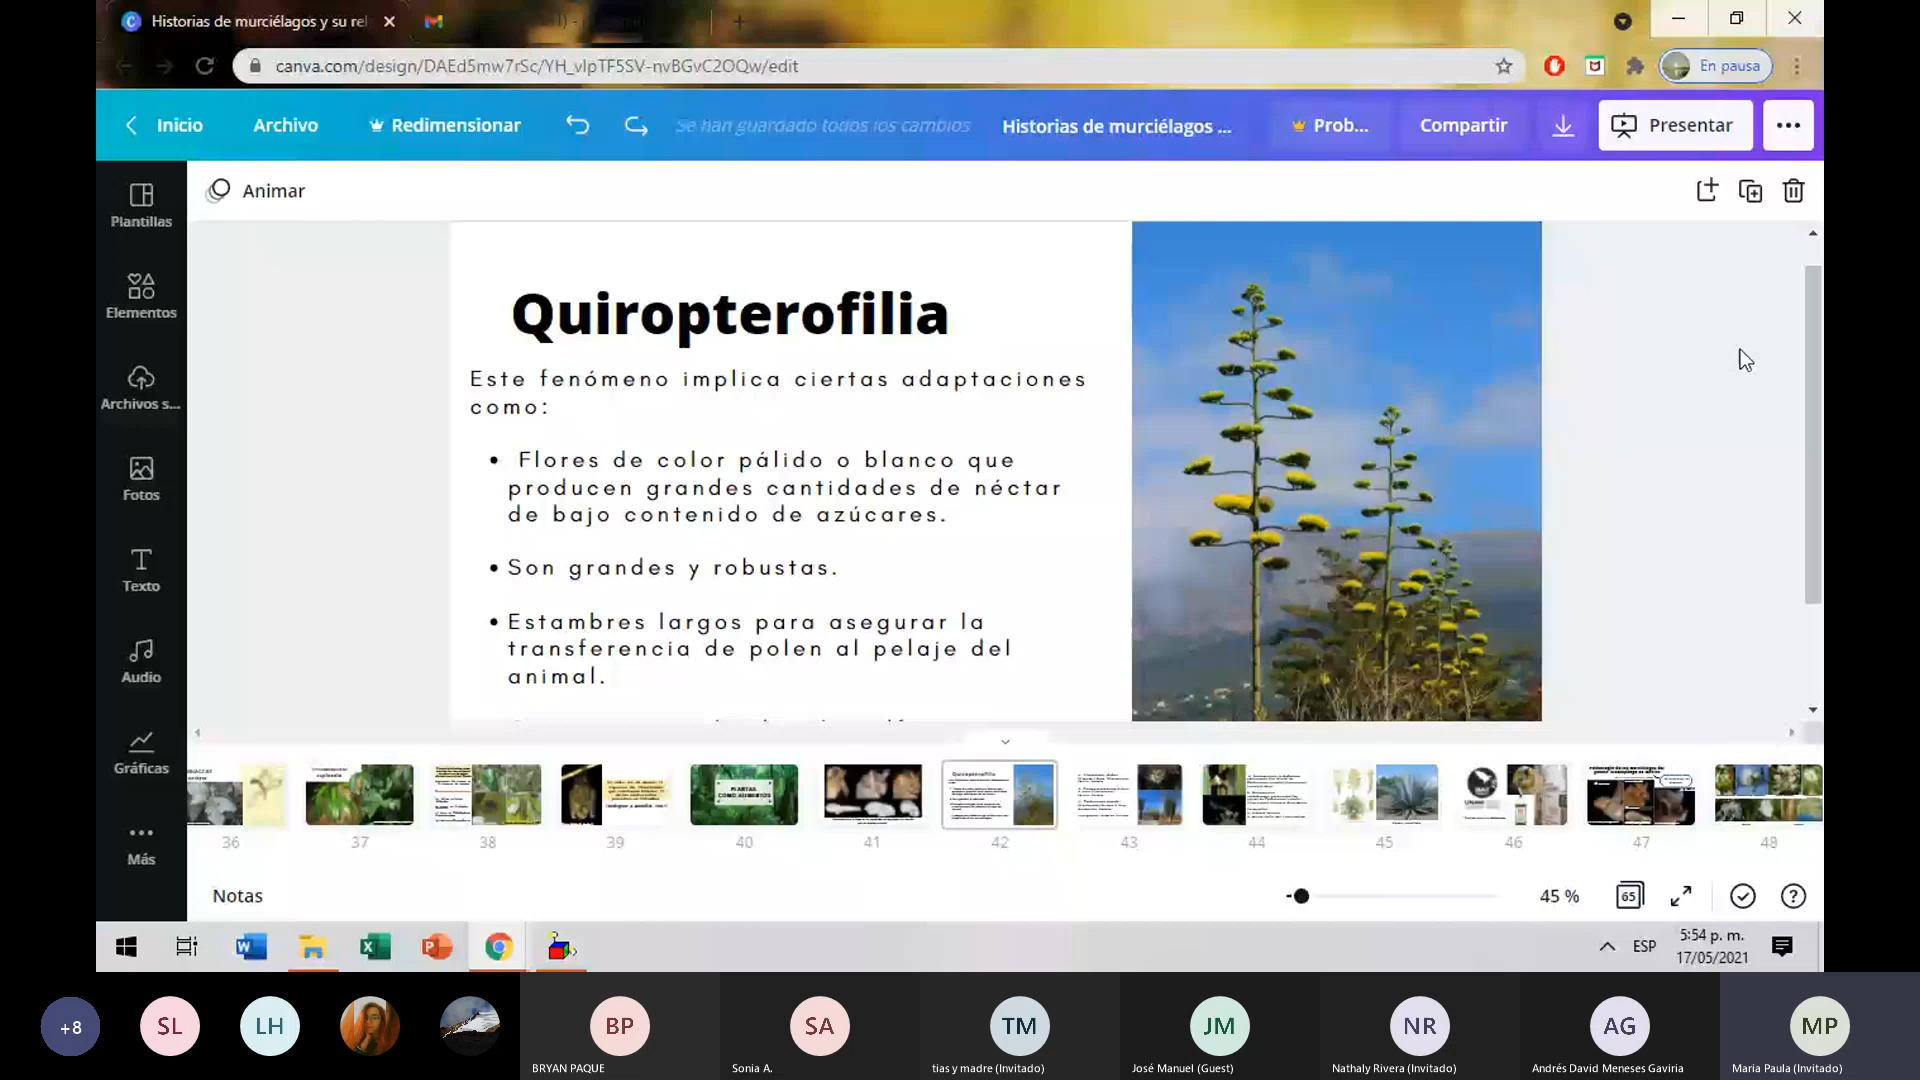 Historias de murciélagos y su rel
canva.com/design/DAEd5mw7rSc/YH_vlpTF5SV-nvBGvC2OQw/edit
En pausa
Inicio
Archivo
Redimensionar
Se han guardado todos los cambios
Historias de murciélagos ...
Prob...
Compartir
Presentar
Plantillas
Elementos
Archivos s...
Fotos
Texto
Audio
Gráficas
Más
Animar
Quiropterofilia
Este fenómeno implica ciertas adaptaciones
como:
• Flores de color pálido o blanco que
producen grandes cantidades de néctar
de bajo contenido de azúcares.
• Son grandes y robustas.
• Estambres largos para asegurar la
transferencia de polen al pelaje del
animal.
Quiropterofilia
PLANTAS
COMO ALIMENTOS
36
37
38
39
40
41
42
43
44
45
46
47
48
Notas
45 %
65
ESP
5:54 p. m.
17/05/2021
+8
SL
LH
BP
SA
TM
JM
NR
AG
MP
BRYAN PAQUE
Sonia A.
tias y madre (Invitado)
José Manuel (Guest)
Nathaly Rivera (Invitado)
Andrés David Meneses Gaviria
Maria Paula (Invitado)